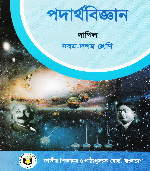 পদার্থবিজ্ঞান
দাখিল
নবম-দশম শ্রেণি
জাতীয় শিক্ষাক্রম ও পাঠ্যপুস্তক বোর্ড, বাংলাদেশ